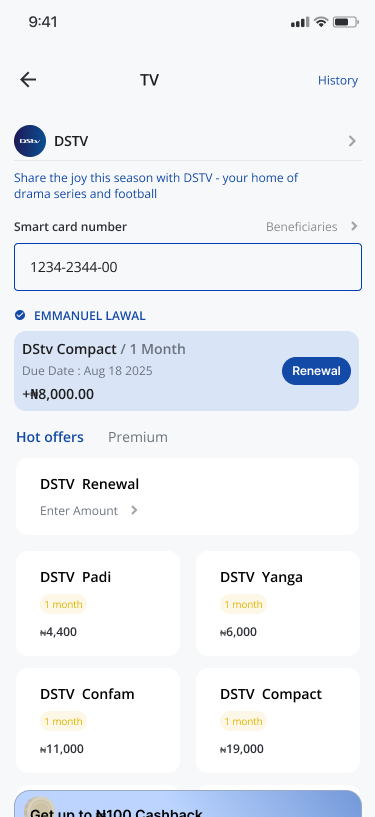 9:41
TV
History
DStv
DSTV
Share the joy this season with DSTV - your home of
drama series and football
Smart card number
Beneficiaries
1234-2344-00
EMMANUEL LAWAL
DStv Compact / 1 Month
Due Date : Aug 18 2025
+₦8,000.00
Renewal
Hot offers
Premium
DSTV Renewal
Enter Amount
DSTV Padi
1 month
₦4,400
DSTV Yanga
1 month
₦6,000
DSTV Confam
1 month
₦11,000
DSTV Compact
1 month
₦19,000
Get up to ₦100 Cashback